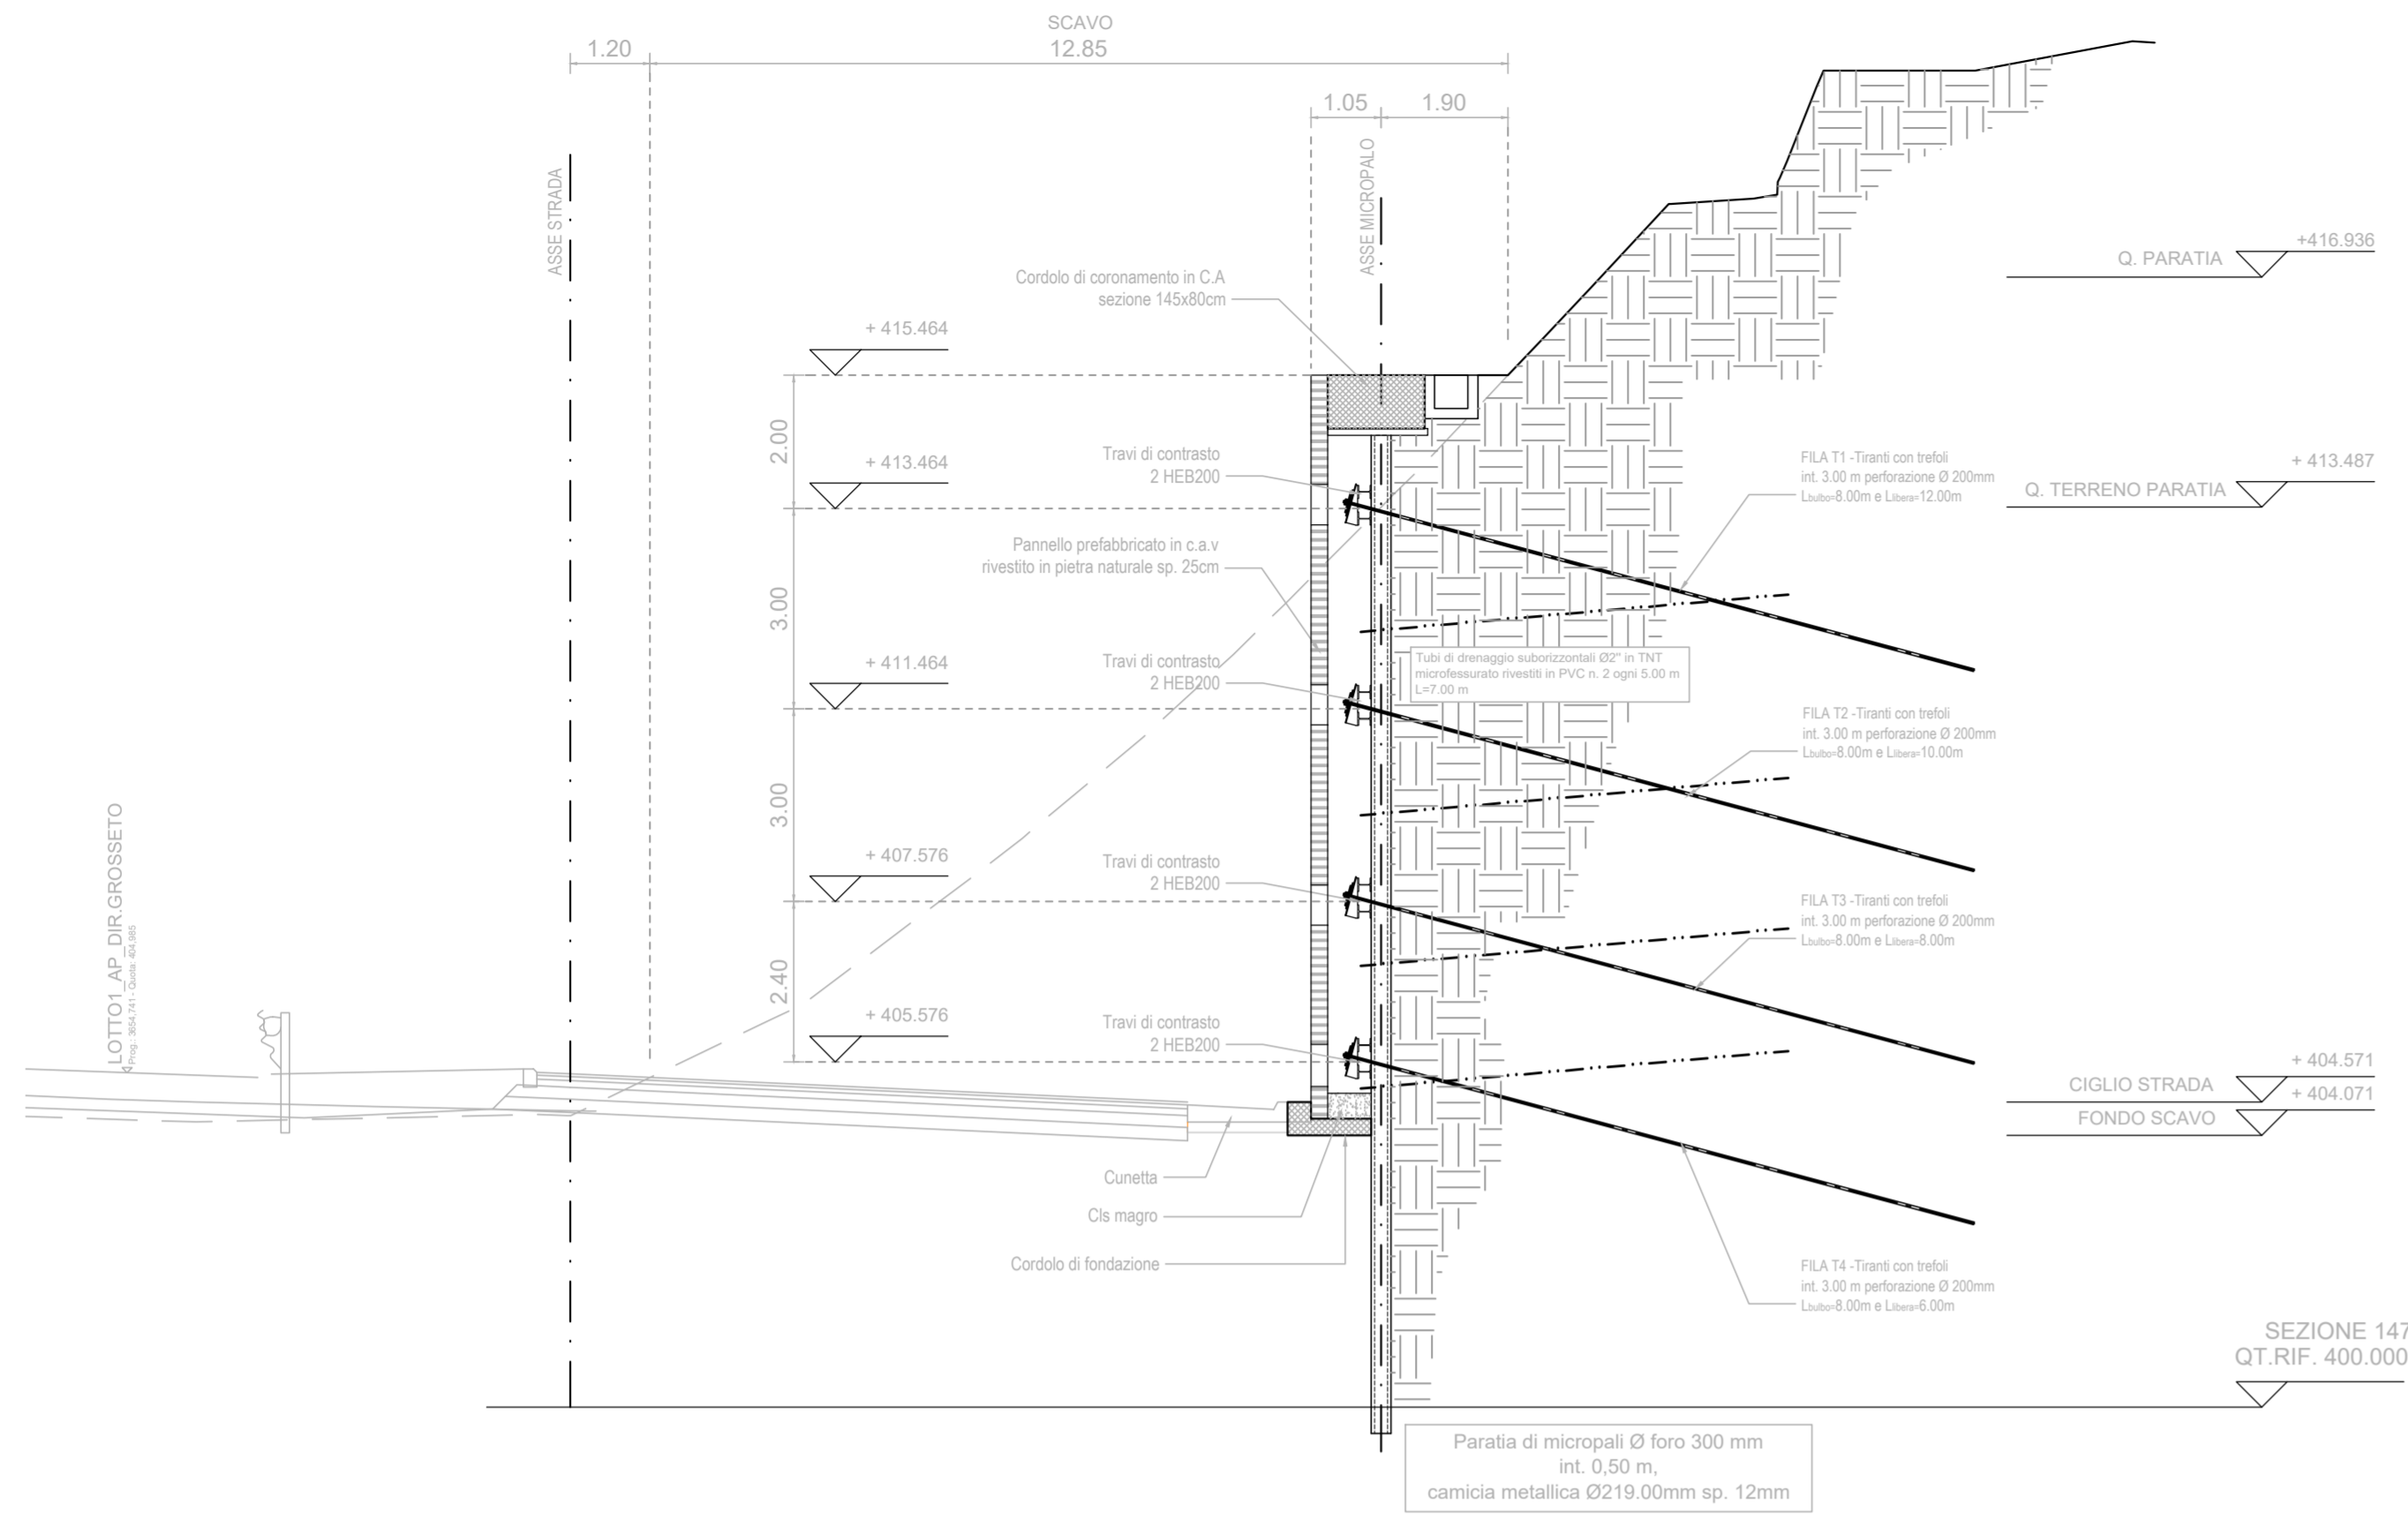 SCAVO
1.20
12.85
1.05
1.90
ASSE STRADA
ASSE MICROPALO
Cordolo di coronamento in C.A
sezione 145x80cm
+416.936
Q. PARATIA
+ 415.464
2.00
Travi di contrasto
2 HEB200
+ 413.464
FILA T1 -Tiranti con trefoli
int. 3.00 m perforazione Ø 200mm
Lbulbo=8.00m e Llibera=12.00m
+ 413.487
Q. TERRENO PARATIA
Pannello prefabbricato in c.a.v
rivestito in pietra naturale sp. 25cm
3.00
+ 411.464
Travi di contrasto
2 HEB200
Tubi di drenaggio suborizzontali Ø2" in TNT
microfessurato rivestiti in PVC n. 2 ogni 5.00 m
L=7.00 m
FILA T2 -Tiranti con trefoli
int. 3.00 m perforazione Ø 200mm
Lbulbo=8.00m e Llibera=10.00m
3.00
+ 407.576
Travi di contrasto
2 HEB200
FILA T3 -Tiranti con trefoli
int. 3.00 m perforazione Ø 200mm
Lbulbo=8.00m e Llibera=8.00m
LOTTO1_AP_DIR.GROSSETO
Prog.: 3654,741 - Quota: 404,985
2.40
+ 405.576
Travi di contrasto
2 HEB200
+ 404.571
CIGLIO STRADA
+ 404.071
FONDO SCAVO
Cunetta
Cls magro
Cordolo di fondazione
FILA T4 -Tiranti con trefoli
int. 3.00 m perforazione Ø 200mm
Lbulbo=8.00m e Llibera=6.00m
SEZIONE 147
QT.RIF. 400.000
Paratia di micropali Ø foro 300 mm
int. 0,50 m,
camicia metallica Ø219.00mm sp. 12mm